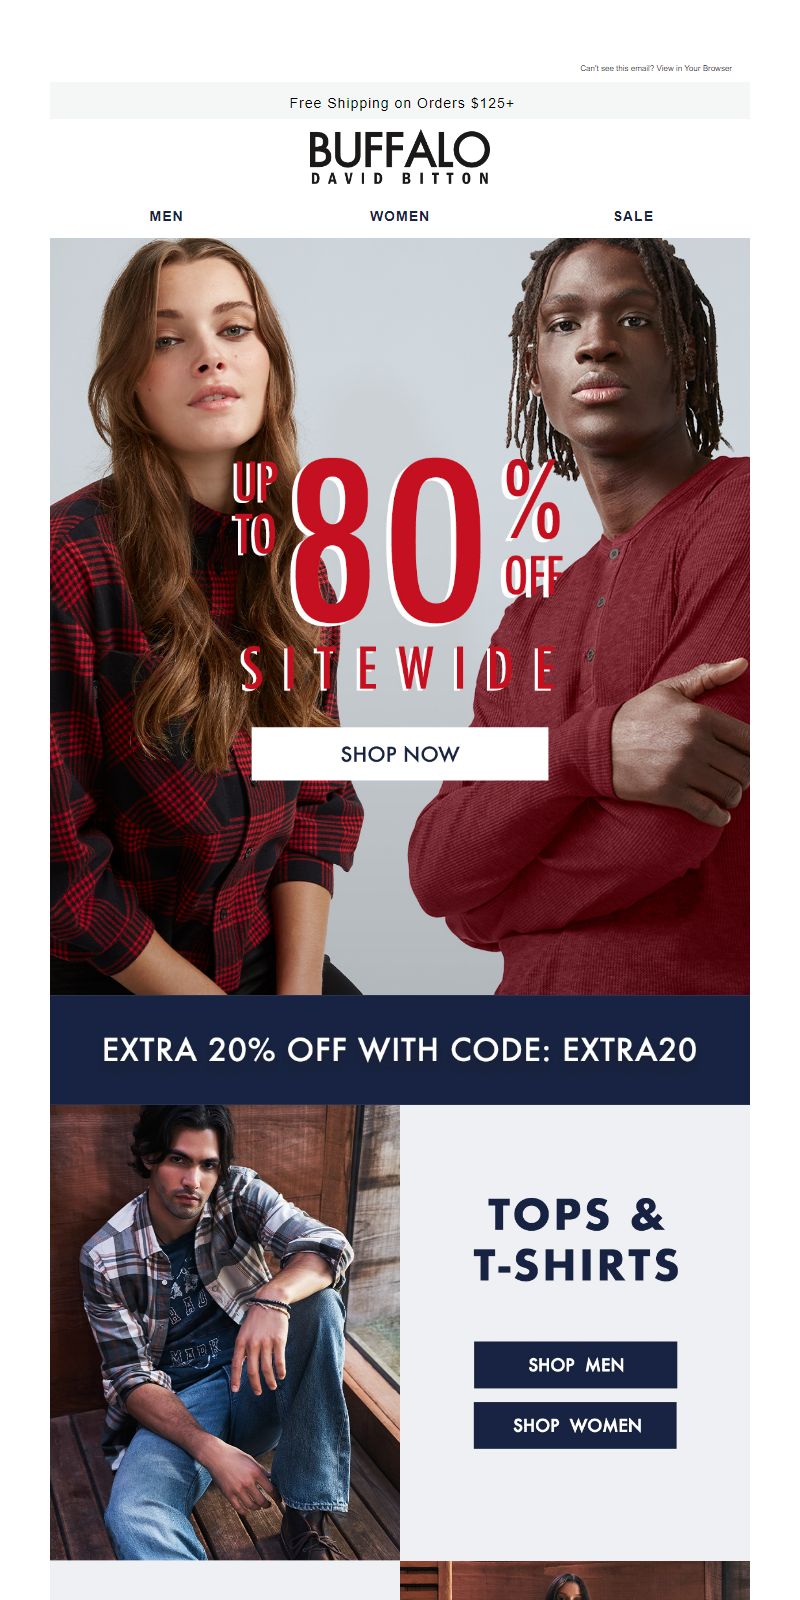 Can't see this email? View in Your Browser
Free Shipping on Orders $125+
BUFFALO
DAVID BITTON
MEN WOMEN SALE
UP TO 80% OFF
SITEWIDE
SHOP NOW
EXTRA 20% OFF WITH CODE: EXTRA20
TOPS &
T-SHIRTS
SHOP MEN
SHOP WOMEN